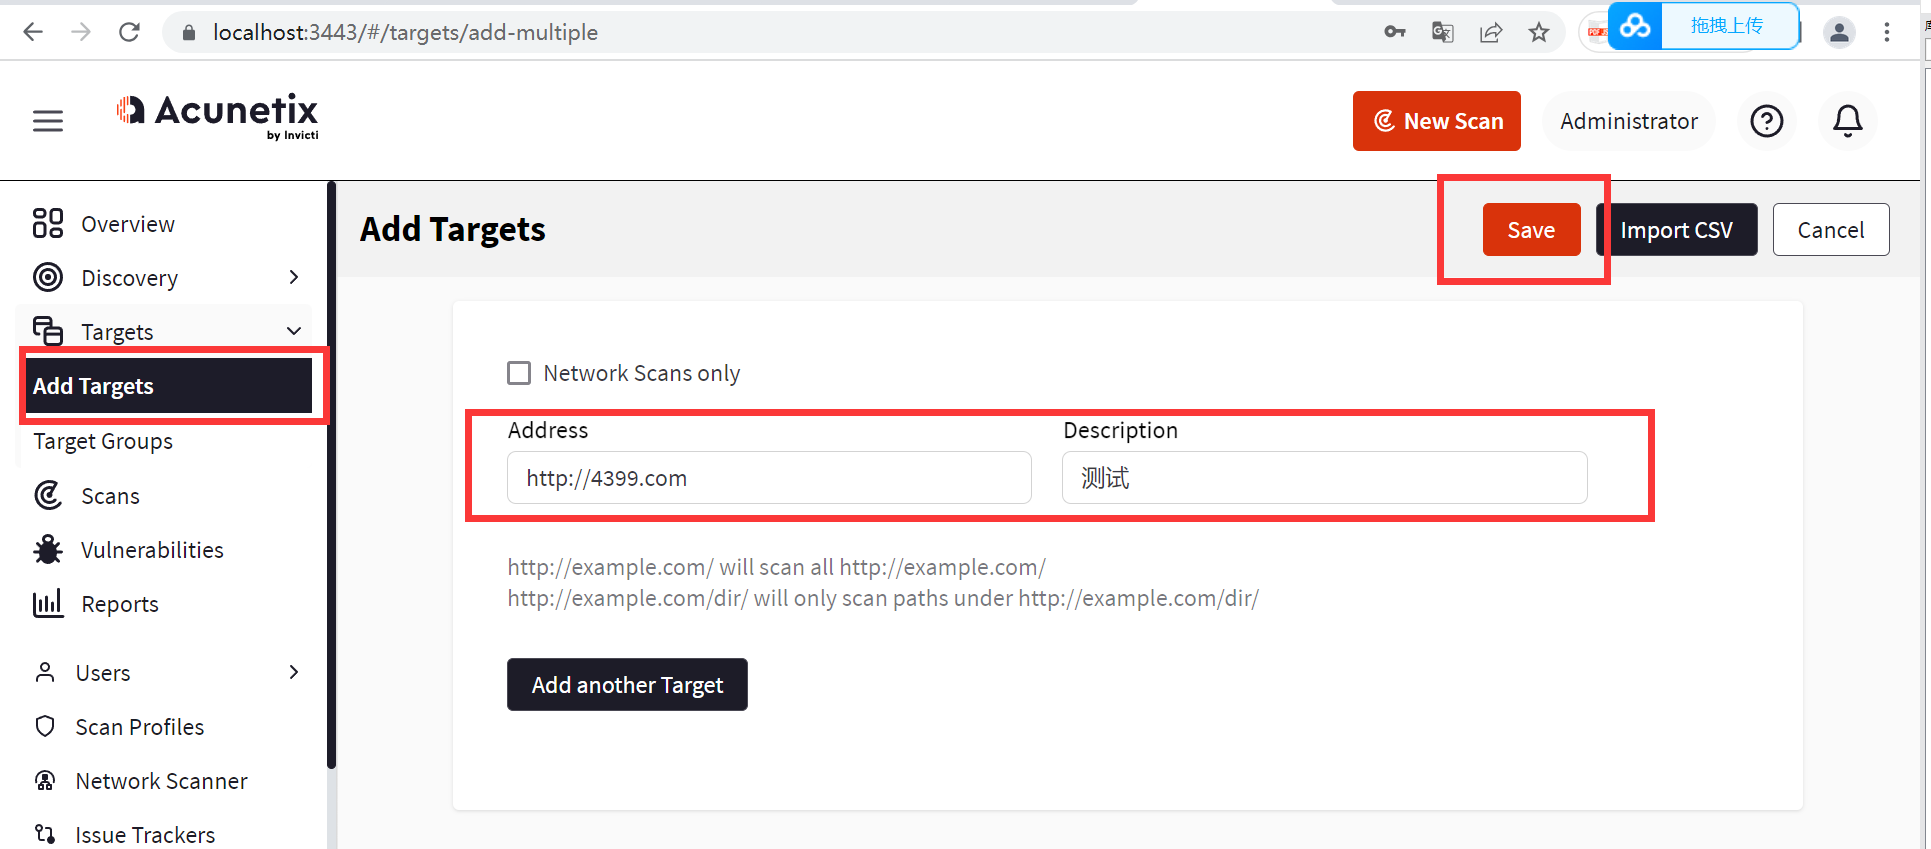 localhost:3443/#/targets/add-multiple
拖拽上传
Acunetix
by Invicti
New Scan
Administrator
Overview
Discovery
Targets
Add Targets
Target Groups
Scans
Vulnerabilities
Reports
Users
Scan Profiles
Network Scanner
Issue Trackers
Add Targets
Save
Import CSV
Cancel
Network Scans only
Address
Description
http://4399.com
测试
http://example.com/ will scan all http://example.com/
http://example.com/dir/ will only scan paths under http://example.com/dir/
Add another Target